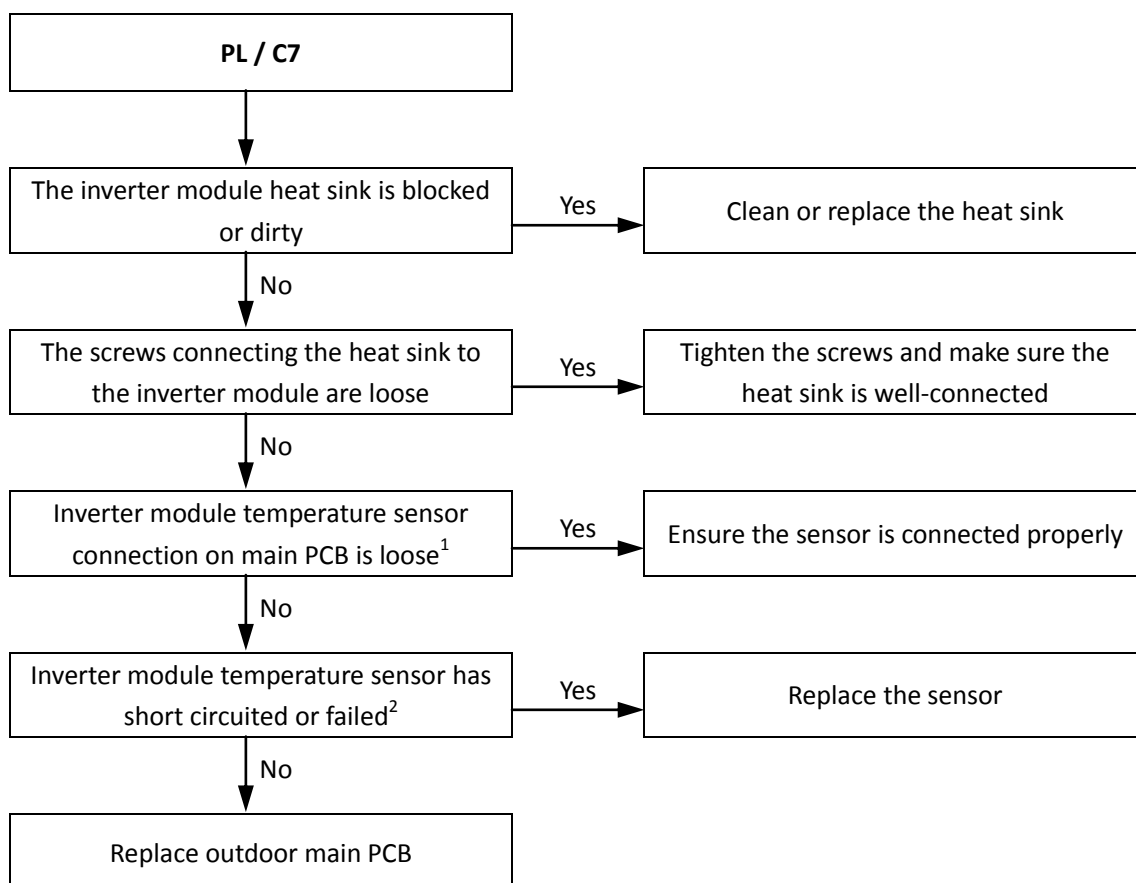 PL / C7
The inverter module heat sink is blocked
or dirty
Yes
Clean or replace the heat sink
No
The screws connecting the heat sink to
the inverter module are loose
Yes
Tighten the screws and make sure the
heat sink is well-connected
No
Inverter module temperature sensor
connection on main PCB is loose¹
Yes
Ensure the sensor is connected properly
No
Inverter module temperature sensor has
short circuited or failed²
Yes
Replace the sensor
No
Replace outdoor main PCB